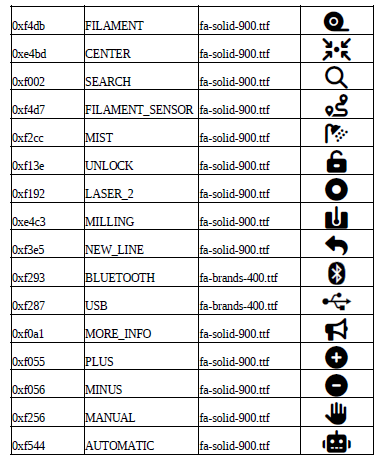 0xf4db FILAMENT fa-solid-900.ttf
0xe4bd CENTER fa-solid-900.ttf
0xf002 SEARCH fa-solid-900.ttf
0xf4d7 FILAMENT_SENSOR fa-solid-900.ttf
0xf2cc MIST fa-solid-900.ttf
0xf13e UNLOCK fa-solid-900.ttf
0xf192 LASER_2 fa-solid-900.ttf
0xe4c3 MILLING fa-solid-900.ttf
0xf3e5 NEW_LINE fa-solid-900.ttf
0xf293 BLUETOOTH fa-brands-400.ttf
0xf287 USB fa-brands-400.ttf
0xf0a1 MORE_INFO fa-solid-900.ttf
0xf055 PLUS fa-solid-900.ttf
0xf056 MINUS fa-solid-900.ttf
0xf256 MANUAL fa-solid-900.ttf
0xf544 AUTOMATIC fa-solid-900.ttf